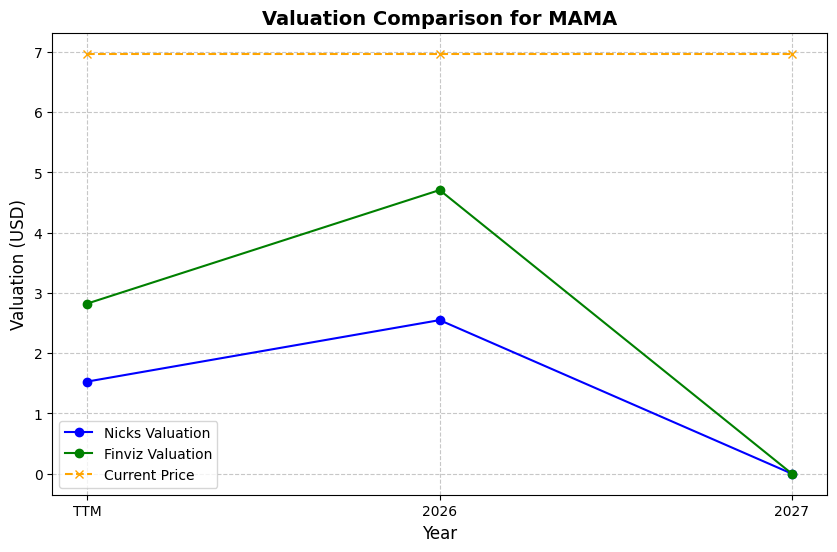 Valuation Comparison for MAMA
Valuation (USD)
7
6
5
4
3
2
1
0
Nicks Valuation
Finviz Valuation
Current Price
TTM
2026
2027
Year